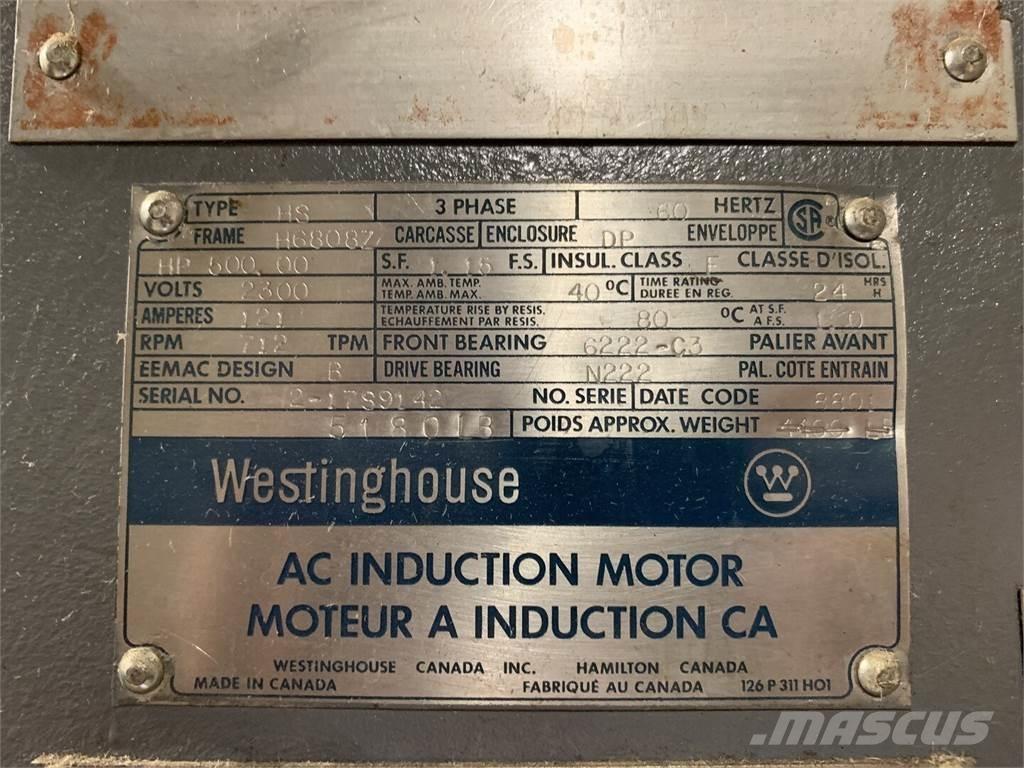 TYPE HS 3 PHASE 60 HERTZ CSA ®
FRAME H6808Z CARCASSE ENCLOSURE DP ENVELOPPE
HP 500.00 S.F. 1.15 F.S. INSUL. CLASS F CLASSE D'ISOL.
VOLTS 2300 MAX. AMB. TEMP. TEMP. AMB. MAX. 40 °C TIME RATING DUREE EN REG. 24 HRS H
AMPERES 121 TEMPERATURE RISE BY RESIS. ECHAUFFEMENT PAR RESIS. 80 °C AT S.F. A F.S.
RPM 712 TPM FRONT BEARING 6222-C3 PALIER AVANT
EEMAC DESIGN B DRIVE BEARING N222 PAL. COTE ENTRAIN
SERIAL NO. 2-17S9142 NO. SERIE DATE CODE 8801
518018 POIDS APPROX. WEIGHT
Westinghouse W
AC INDUCTION MOTOR
MOTEUR A INDUCTION CA
WESTINGHOUSE CANADA INC. HAMILTON CANADA
MADE IN CANADA FABRIQUÉ AU CANADA 126 P 311 HO1
MASCUS